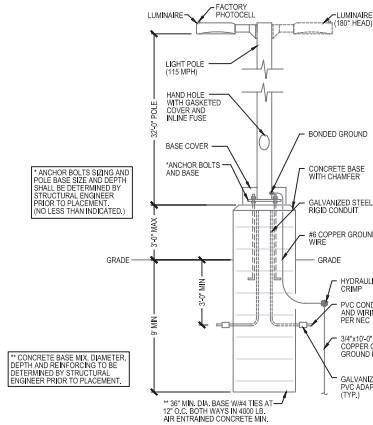 FACTORY
PHOTOCELL
LUMINAIRE
LUMINAIRE
(180° HEAD)
LIGHT POLE
(115 MPH)
32'-0" POLE
HAND HOLE
WITH GASKETED
COVER AND
INLINE FUSE
BONDED GROUND
BASE COVER
*ANCHOR BOLTS
AND BASE
CONCRETE BASE
WITH CHAMFER
* ANCHOR BOLTS SIZING AND
POLE BASE SIZE AND DEPTH
SHALL BE DETERMINED BY
STRUCTURAL ENGINEER
PRIOR TO PLACEMENT.
(NO LESS THAN INDICATED.)
GALVANIZED STEEL
RIGID CONDUIT
3'-0" MAX
#6 COPPER GROUN
WIRE
GRADE
GRADE
3'-0" MIN
9' MIN
HYDRAUL
CRIMP
PVC COND
AND WIRI
PER NEC
3/4"x10'-0"
COPPER C
GROUND
GALVANIZ
PVC ADAP
(TYP.)
** CONCRETE BASE MIX, DIAMETER,
DEPTH AND REINFORCING TO BE
DETERMINED BY STRUCTURAL
ENGINEER PRIOR TO PLACEMENT.
** 36" MIN. DIA. BASE W/#4 TIES AT
12" O.C. BOTH WAYS IN 4000 LB.
AIR ENTRAINED CONCRETE MIN.